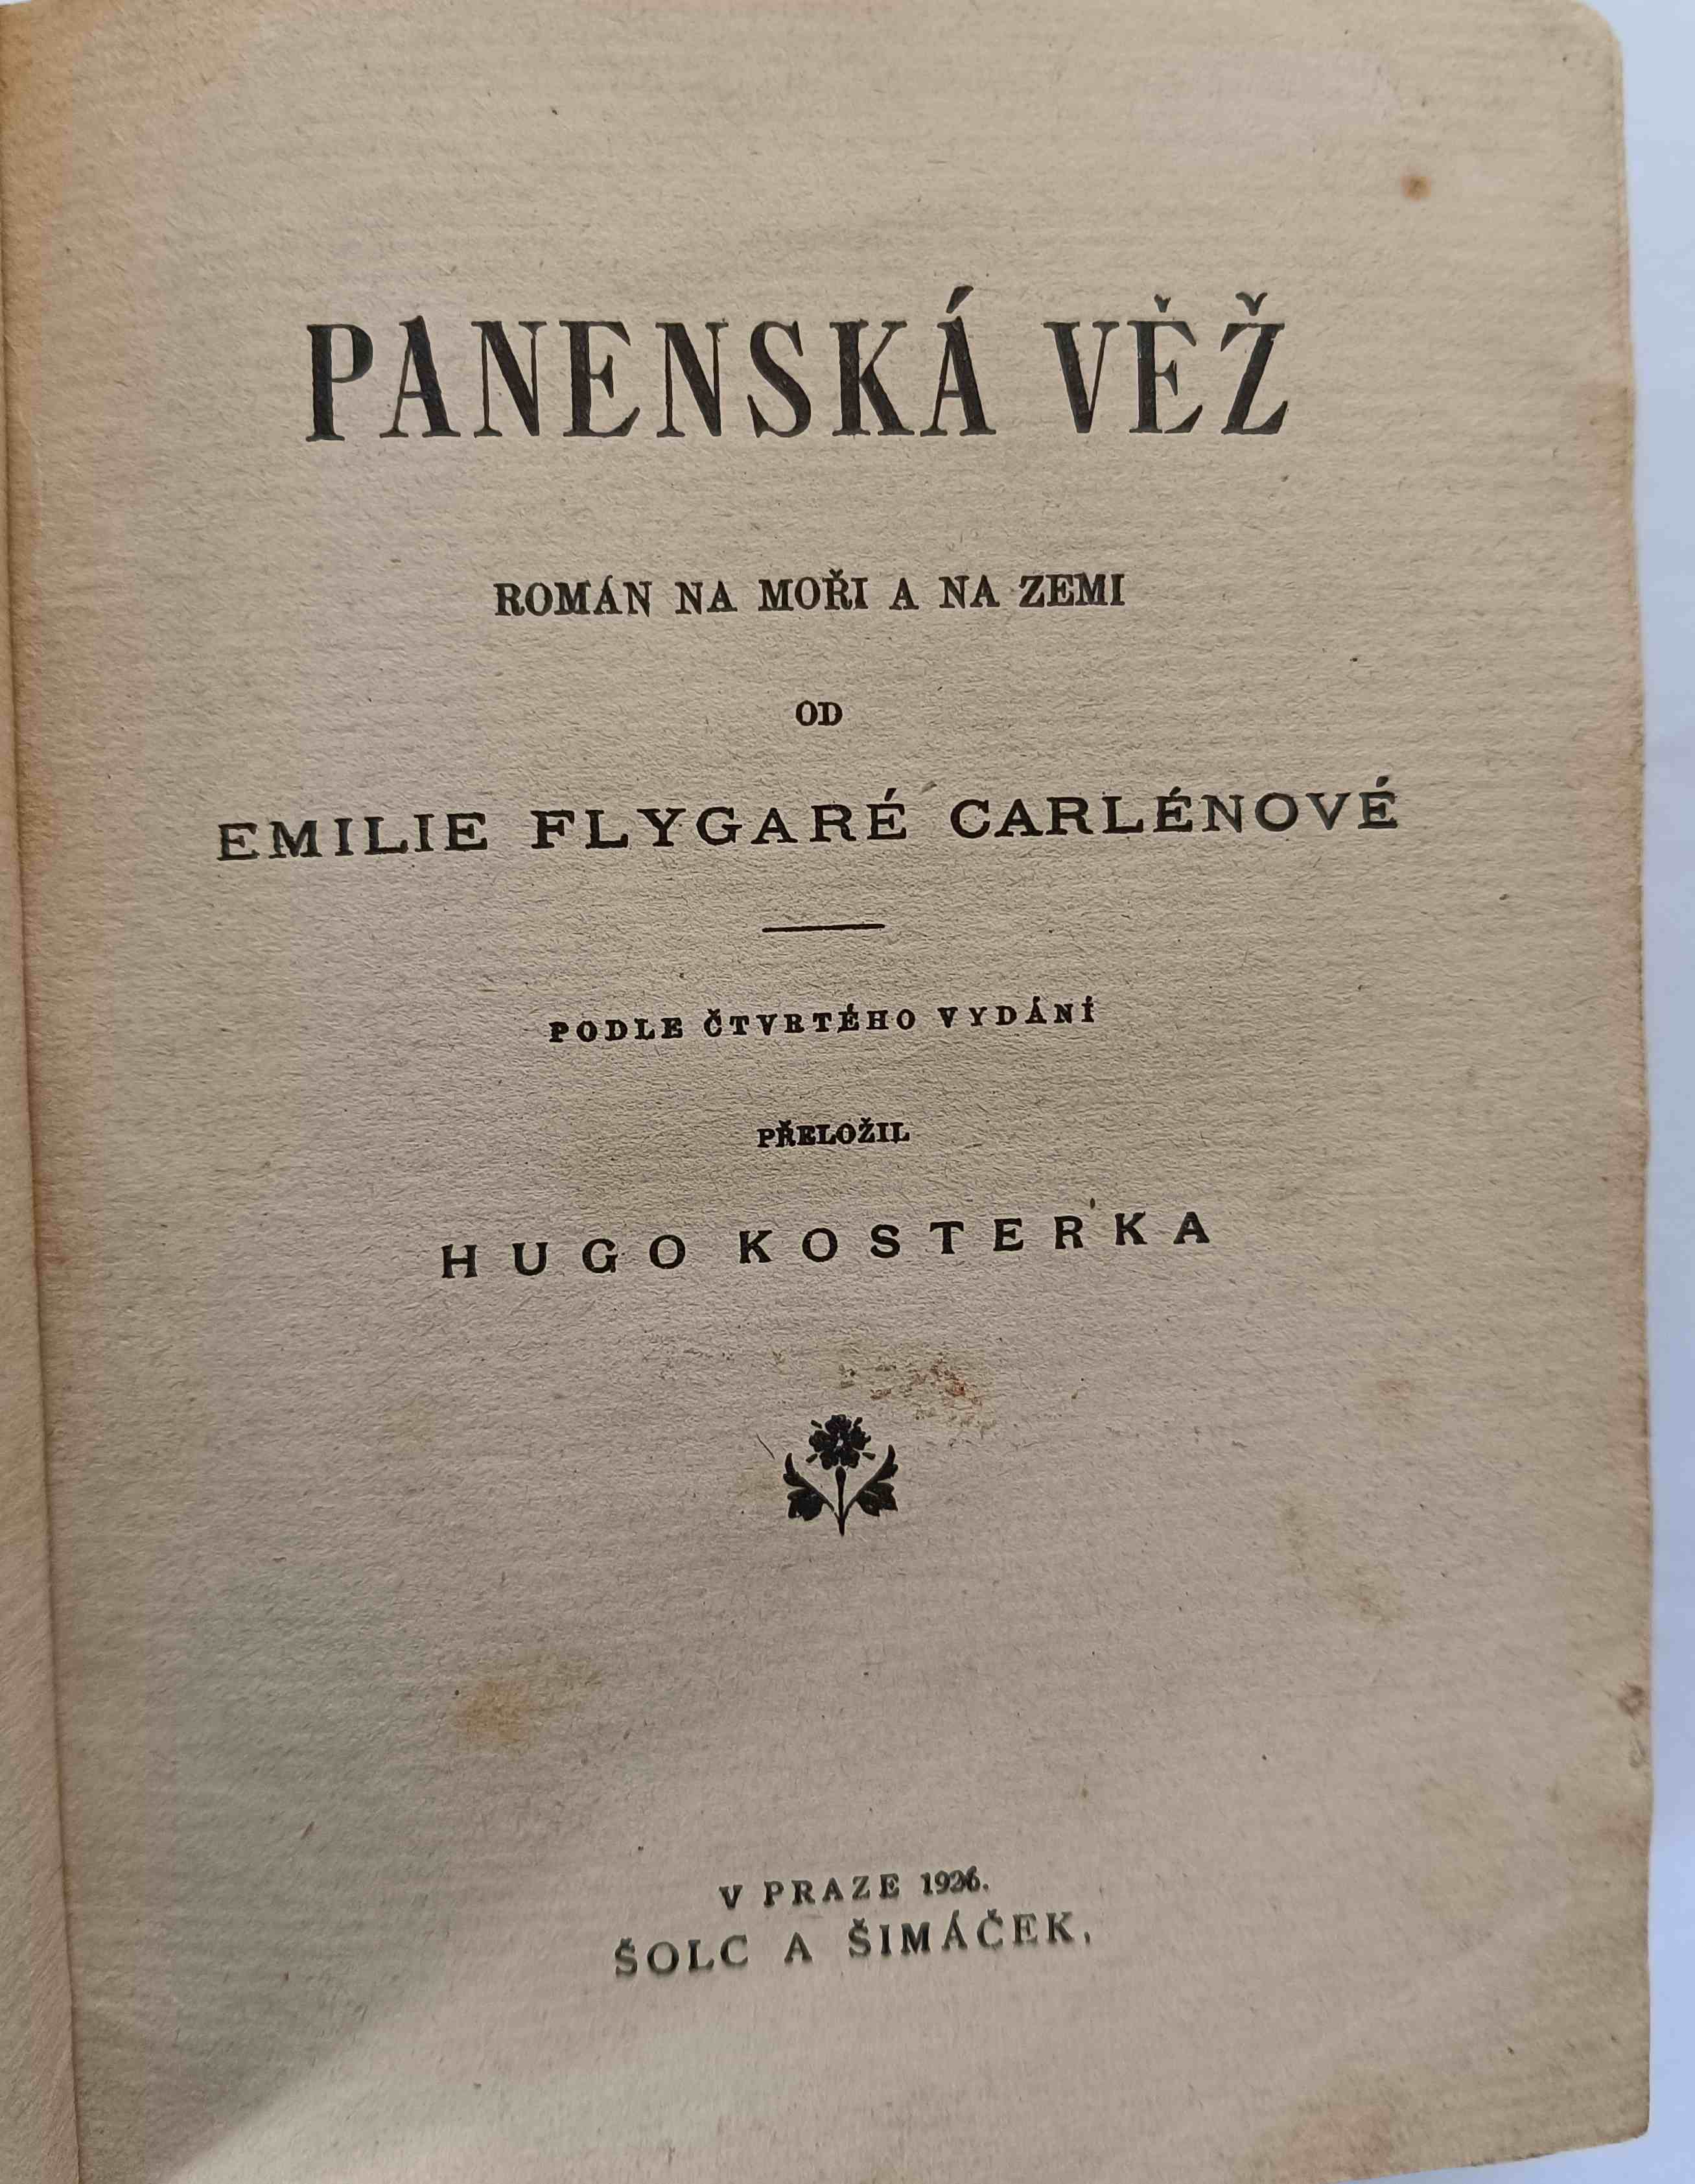 PANENSKÁ VĚŽ
ROMÁN NA MOŘI A NA ZEMI
OD
EMILIE FLYGARÉ CARLÉNOVÉ
PODLE ČTVRTÉHO VYDÁNÍ
PŘELOŽIL
HUGO KOSTERKA
V PRAZE 1926.
ŠOLC A ŠIMÁČEK,